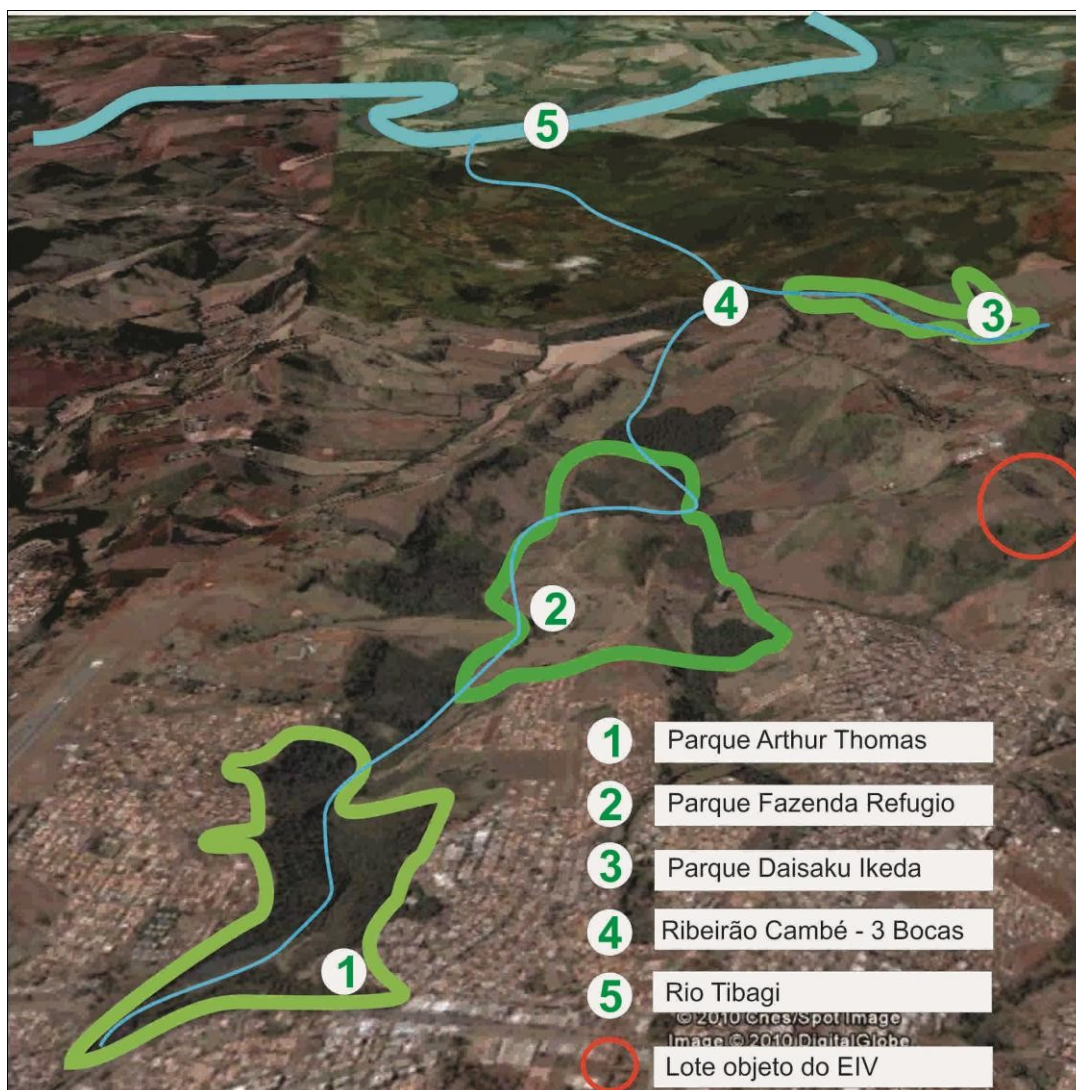 5
4
3
2
1
1 Parque Arthur Thomas
2 Parque Fazenda Refugio
3 Parque Daisaku Ikeda
4 Ribeirão Cambé - 3 Bocas
5 Rio Tibagi
© 2010 Cnes/Spot Image
Image © 2010 DigitalGlobe
Lote objeto do EIV